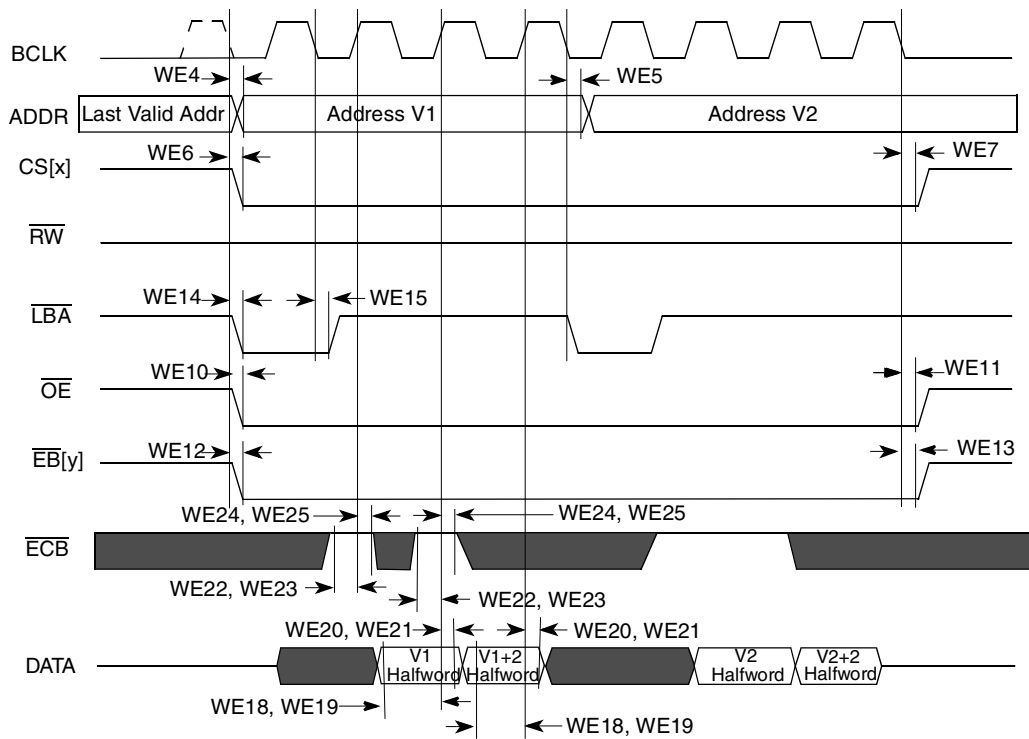 BCLK
WE4
WE5
ADDR
Last Valid Addr
Address V1
Address V2
WE6
WE7
CS[x]
RW
WE14
WE15
LBA
WE10
WE11
OE
WE12
WE13
EB[y]
WE24, WE25
WE24, WE25
ECB
WE22, WE23
WE22, WE23
WE20, WE21
WE20, WE21
DATA
V1
Halfword
V1+2
Halfword
V2
Halfword
V2+2
Halfword
WE18, WE19
WE18, WE19